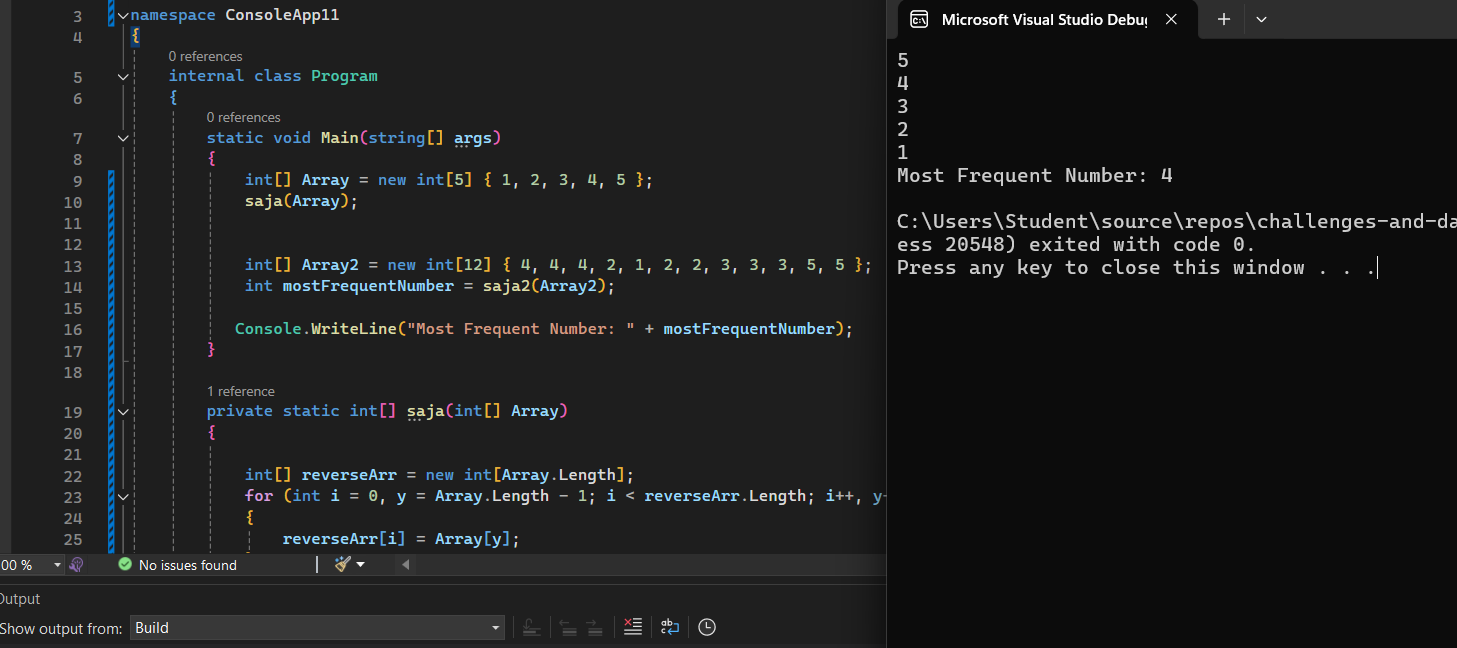 3 namespace ConsoleApp11
4 {
0 references
5 internal class Program
6 {
0 references
7 static void Main(string[] args)
8 {
9 int[] Array = new int[5] { 1, 2, 3, 4, 5 };
10 saja(Array);
11
12
13 int[] Array2 = new int[12] { 4, 4, 4, 2, 1, 2, 2, 3, 3, 3, 5, 5 };
14 int mostFrequentNumber = saja2(Array2);
15
16 Console.WriteLine("Most Frequent Number: " + mostFrequentNumber);
17 }
18
1 reference
19 private static int[] saja(int[] Array)
20 {
21
22 int[] reverseArr = new int[Array.Length];
23 for (int i = 0, y = Array.Length - 1; i < reverseArr.Length; i++, y-
24 {
25 reverseArr[i] = Array[y];
00 % No issues found
Output
Show output from: Build
Microsoft Visual Studio Debu
5
4
3
2
1
Most Frequent Number: 4
C:\Users\Student\source\repos\challenges-and-da
ess 20548) exited with code 0.
Press any key to close this window . . .